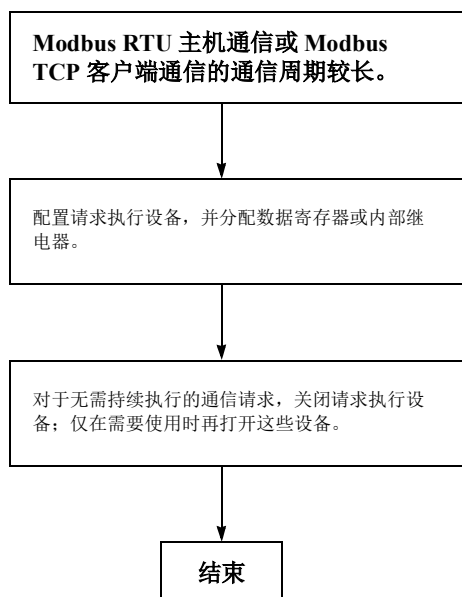 Modbus RTU 主机通信或 Modbus
TCP 客户端通信的通信周期较长。
配置请求执行设备，并分配数据寄存器或内部继
电器。
对于无需持续执行的通信请求，关闭请求执行设
备；仅在需要使用时再打开这些设备。
结束